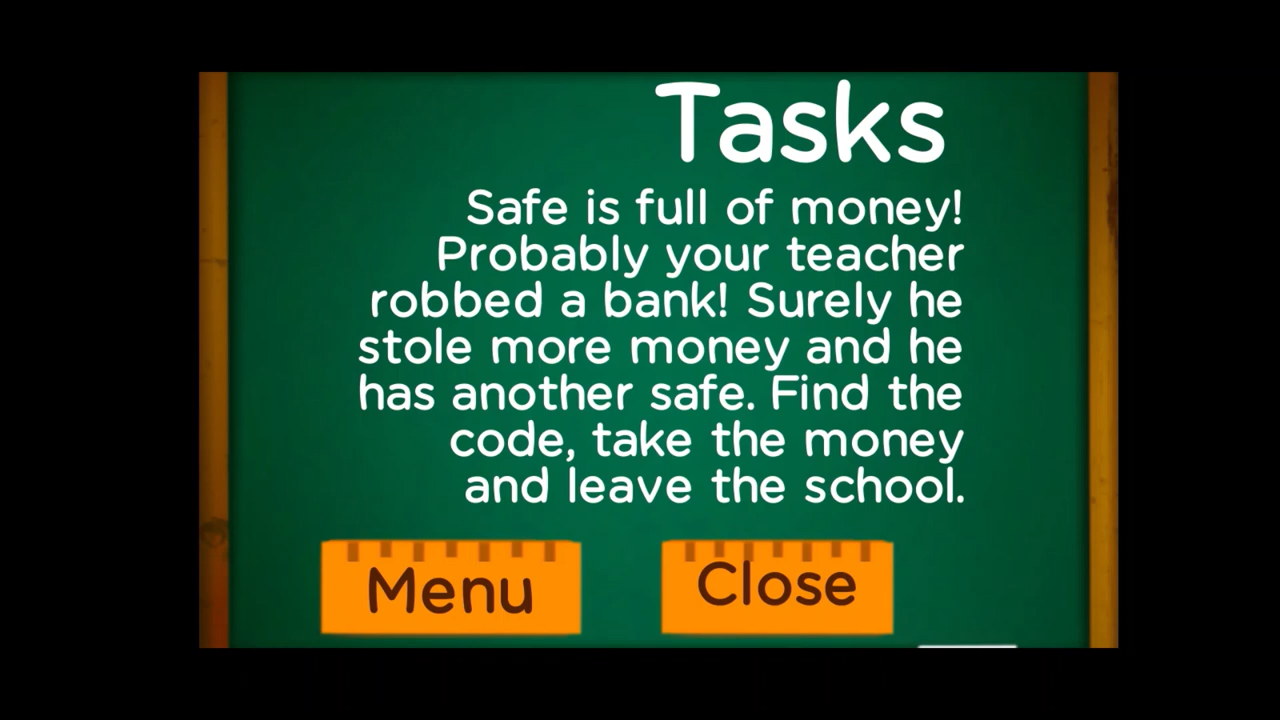 Tasks
Safe is full of money!
Probably your teacher
robbed a bank! Surely he
stole more money and he
has another safe. Find the
code, take the money
and leave the school.
Menu
Close